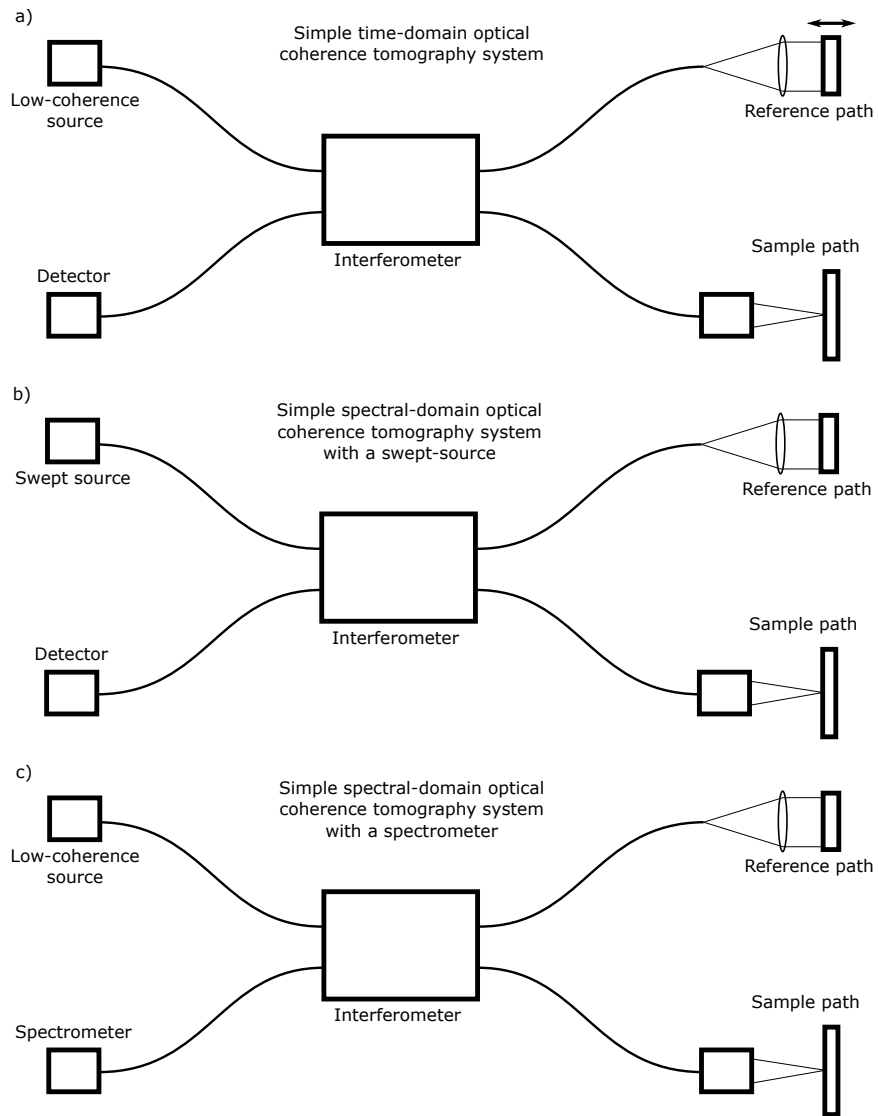 a)
Simple time-domain optical
coherence tomography system
Low-coherence
source
Reference path
Interferometer
Sample path
Detector
b)
Simple spectral-domain optical
coherence tomography system
with a swept-source
Swept source
Reference path
Interferometer
Sample path
Detector
c)
Simple spectral-domain optical
coherence tomography system
with a spectrometer
Low-coherence
source
Reference path
Interferometer
Sample path
Spectrometer